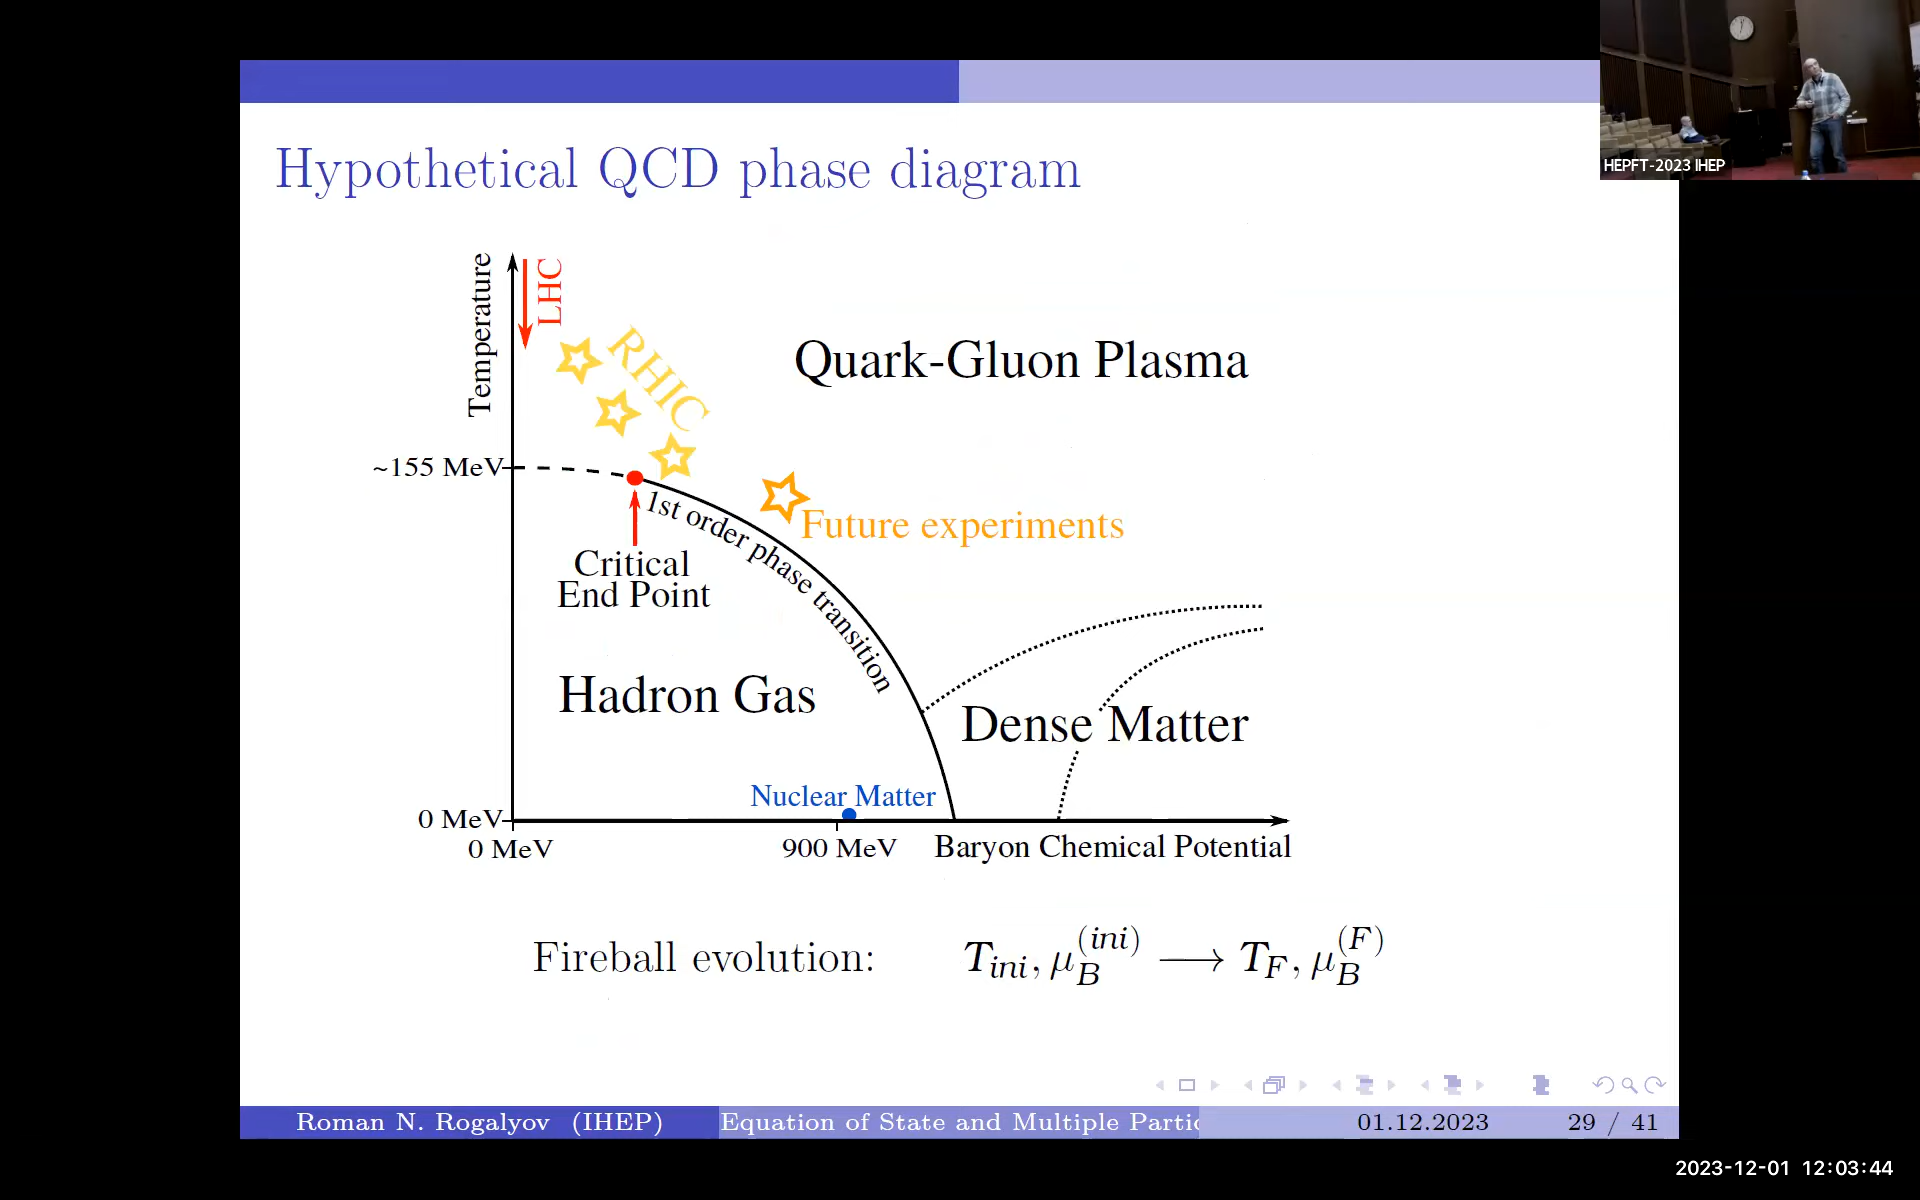 HEPFT-2023 IHEP
Hypothetical QCD phase diagram
Temperature
LHC
RHIC
Quark-Gluon Plasma
~155 MeV
1st order phase transition
Future experiments
Critical
End Point
Hadron Gas
Dense Matter
Nuclear Matter
0 MeV
0 MeV
900 MeV
Baryon Chemical Potential
Fireball evolution: T_{ini}, μ_B^{(ini)} ⟶ T_F, μ_B^{(F)}
Roman N. Rogalyov (IHEP) Equation of State and Multiple Partic 01.12.2023 29 / 41
2023-12-01 12:03:44